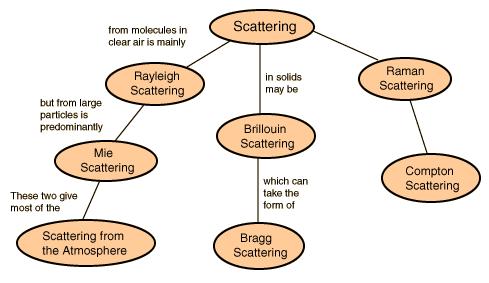 Scattering
from molecules in
clear air is mainly
Rayleigh
Scattering
in solids
may be
Raman
Scattering
but from large
particles is
predominantly
Brillouin
Scattering
Mie
Scattering
Compton
Scattering
These two give
most of the
which can
take the
form of
Scattering from
the Atmosphere
Bragg
Scattering